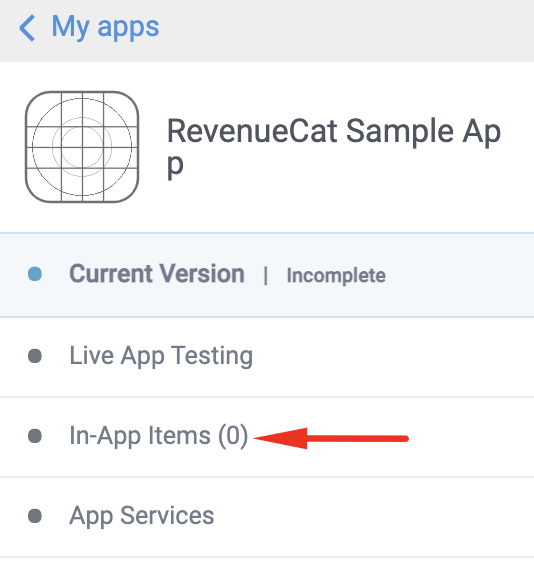 My apps
RevenueCat Sample Ap
p
Current Version | Incomplete
Live App Testing
In-App Items (0)
App Services